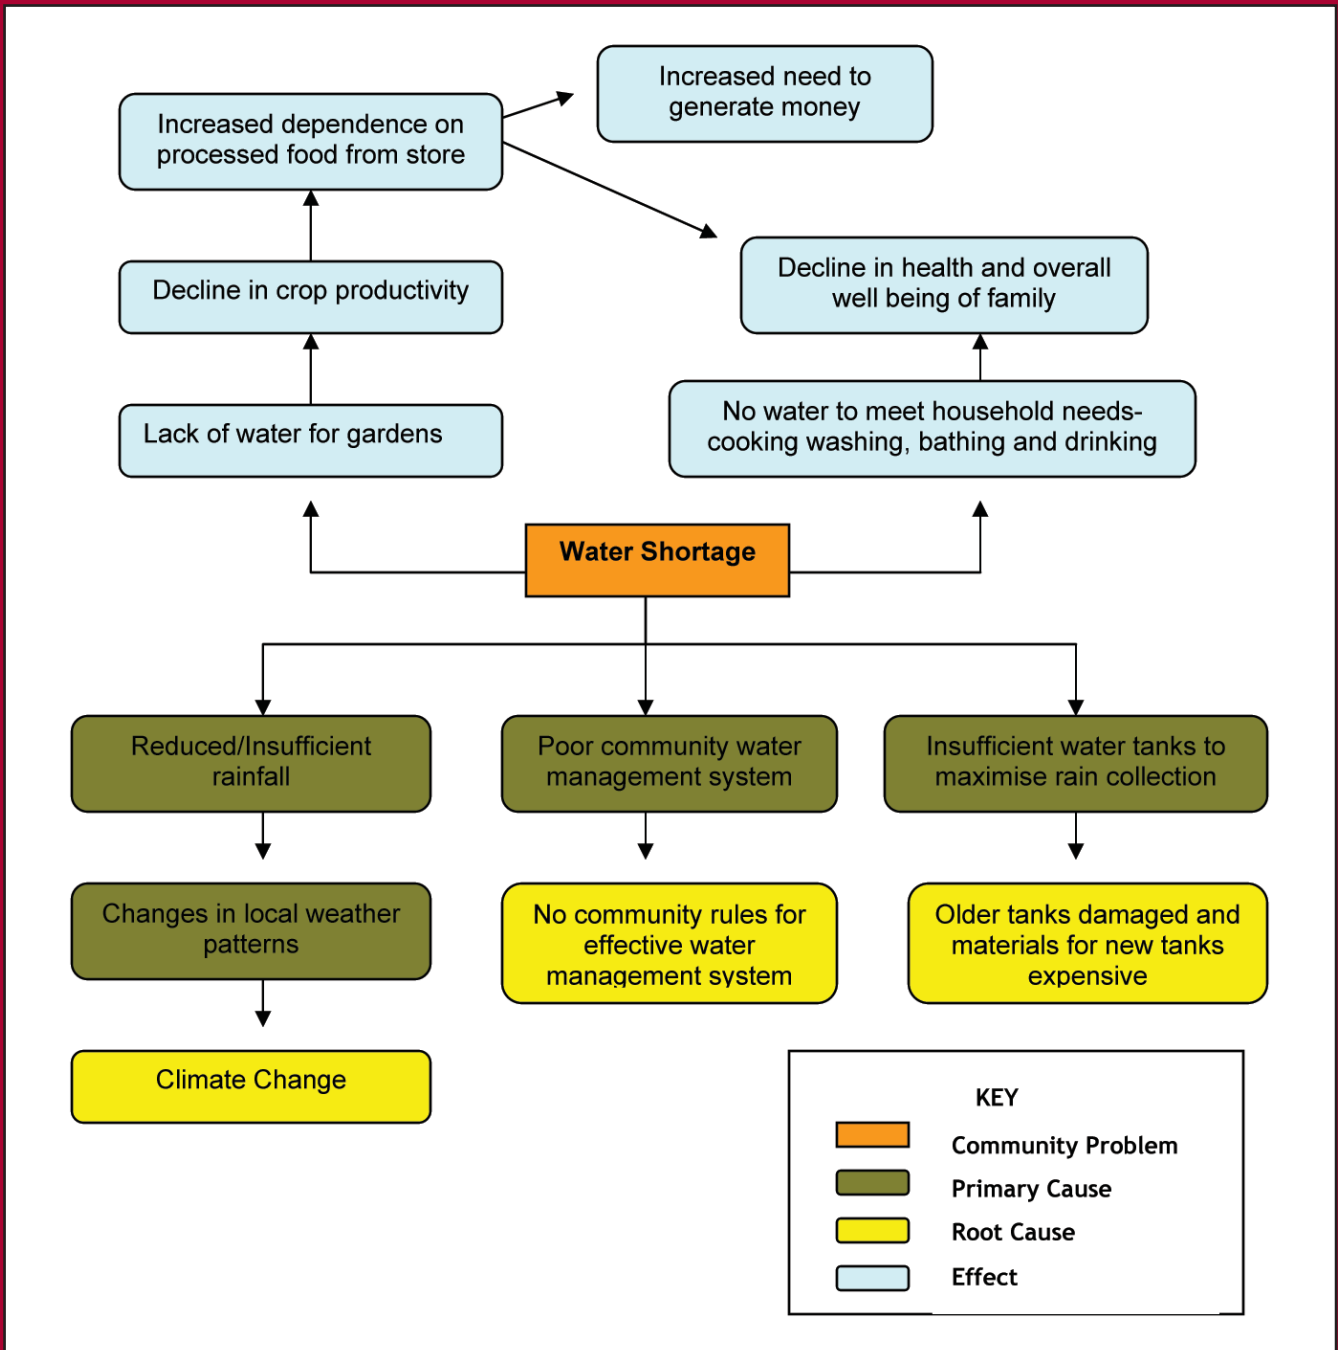 Increased need to
generate money
Increased dependence on
processed food from store
Decline in health and overall
well being of family
Decline in crop productivity
No water to meet household needs-
cooking washing, bathing and drinking
Lack of water for gardens
Water Shortage
Reduced/Insufficient
rainfall
Poor community water
management system
Insufficient water tanks to
maximise rain collection
Changes in local weather
patterns
No community rules for
effective water
management system
Older tanks damaged and
materials for new tanks
expensive
Climate Change
KEY
Community Problem
Primary Cause
Root Cause
Effect